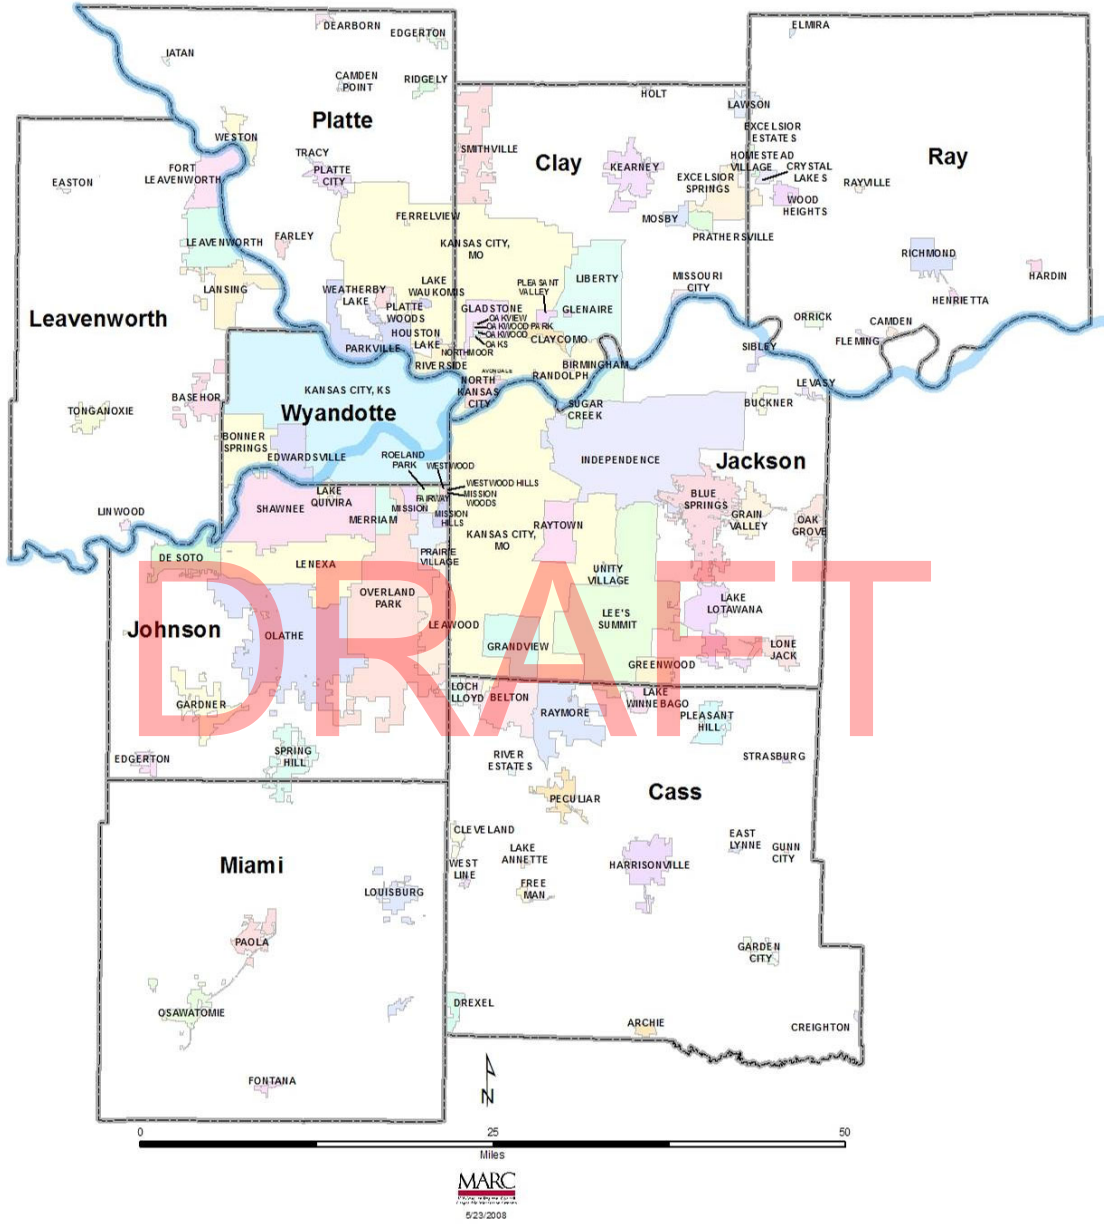 DEARBORN
EDGERTON
ELMIRA
IATAN
CAMDEN
POINT
RIDGELY
HOLT
LAWSON
Platte
WESTON
SMITHVILLE
EXCELSIOR
ESTATES
Clay
Ray
TRACY
PLATTE
CITY
KEARNEY
HOMESTEAD
VILLAGE
CRYSTAL
LAKES
FORT
LEAVENWORTH
EASTON
EXCELSIOR
SPRINGS
RAYVILLE
WOOD
HEIGHTS
FERRELVIEW
MOSBY
PRATHERSVILLE
LEAVENWORTH
FARLEY
KANSAS CITY,
MO
RICHMOND
LIBERTY
MISSOURI
CITY
HARDIN
LANSING
WEATHERBY
LAKE
LAKE
WAUKOMIS
PLEASANT
VALLEY
HENRIETTA
Leavenworth
PLATTE
WOODS
GLADSTONE
GLENAIRE
OAKVIEW
OAKWOOD PARK
OAKWOOD
OAKS
ORRICK
CAMDEN
HOUSTON
LAKE
CLAYCOMO
FLEMING
PARKVILLE
NORTHMOOR
SIBLEY
RIVERSIDE
AVONDALE
BIRMINGHAM
RANDOLPH
NORTH
KANSAS
CITY
LEVASY
KANSAS CITY, KS
BASEHOR
BUCKNER
TONGANOXIE
Wyandotte
SUGAR
CREEK
BONNER
SPRINGS
EDWARDSVILLE
ROELAND
PARK
WESTWOOD
INDEPENDENCE
Jackson
WESTWOOD HILLS
MISSION
WOODS
LAKE
QUIVIRA
FAIRWAY
MISSION
MISSION
HILLS
BLUE
SPRINGS
LINWOOD
SHAWNEE
MERRIAM
GRAIN
VALLEY
OAK
GROVE
KANSAS CITY,
MO
RAYTOWN
DE SOTO
LENEXA
PRAIRIE
VILLAGE
UNITY
VILLAGE
DRAFT
OVERLAND
PARK
LAKE
LOTAWANA
LEE'S
SUMMIT
Johnson
OLATHE
LEAWOOD
GRANDVIEW
LONE
JACK
GREENWOOD
LOCH
LLOYD
BELTON
LAKE
WINNEBAGO
GARDNER
RAYMORE
PLEASANT
HILL
EDGERTON
SPRING
HILL
RIVER
ESTATES
STRASBURG
Cass
PECULIAR
CLEVELAND
EAST
LYNNE
GUNN
CITY
LAKE
ANNETTE
WEST
LINE
HARRISONVILLE
Miami
FREE
MAN
LOUISBURG
PAOLA
GARDEN
CITY
OSAWATOMIE
DREXEL
ARCHIE
CREIGHTON
FONTANA
N
0 25 50
Miles
MARC
5/23/2008